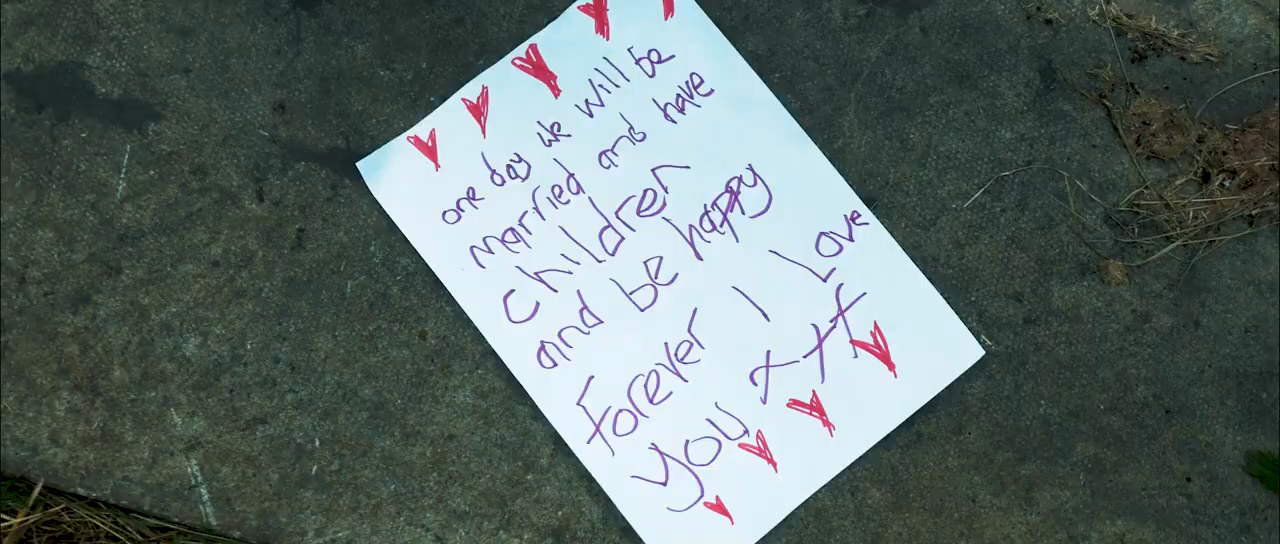 one day we will be
married and have
children
and be happy
Forever I Love
you xxx